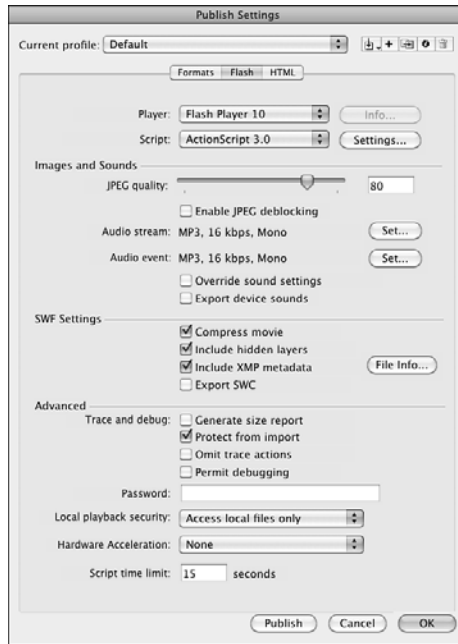 Publish Settings
Current profile: Default
Formats Flash HTML
Player: Flash Player 10 Info...
Script: ActionScript 3.0 Settings...
Images and Sounds
JPEG quality: 80
Enable JPEG deblocking
Audio stream: MP3, 16 kbps, Mono Set...
Audio event: MP3, 16 kbps, Mono Set...
Override sound settings
Export device sounds
SWF Settings
Compress movie
Include hidden layers
Include XMP metadata File Info...
Export SWC
Advanced
Trace and debug: Generate size report
Protect from import
Omit trace actions
Permit debugging
Password:
Local playback security: Access local files only
Hardware Acceleration: None
Script time limit: 15 seconds
Publish Cancel OK